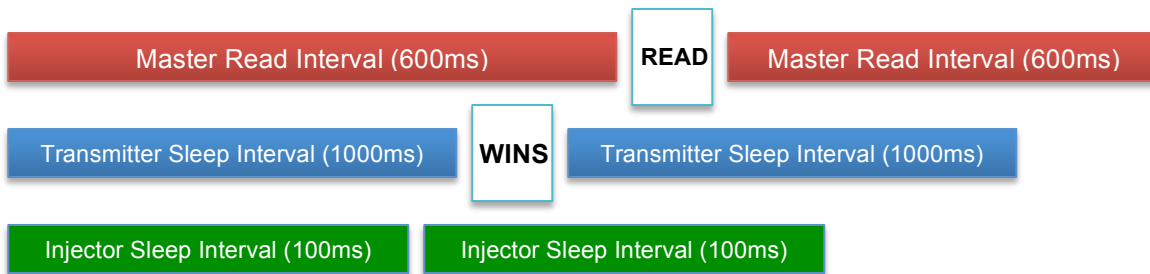 Master Read Interval (600ms)
READ
Master Read Interval (600ms)
Transmitter Sleep Interval (1000ms)
WINS
Transmitter Sleep Interval (1000ms)
Injector Sleep Interval (100ms)
Injector Sleep Interval (100ms)